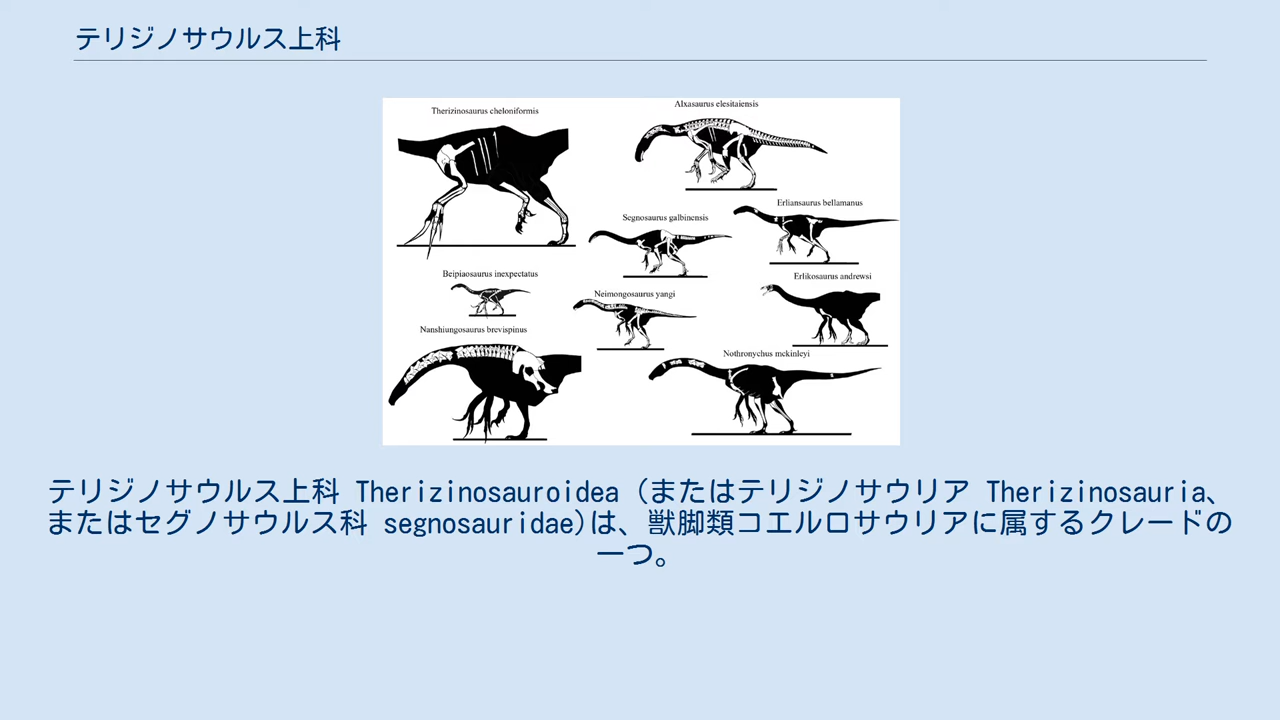 テリジノサウルス上科
Therizinosaurus cheloniformis
Alxasaurus elesitaiensis
Segnosaurus galbinensis
Erliansaurus bellamanus
Beipiaosaurus inexpectatus
Neimongosaurus yangi
Erlikosaurus andrewsi
Nanshiungosaurus brevispinus
Nothronychus mckinleyi
テリジノサウルス上科 Therizinosauroidea (またはテリジノサウリア Therizinosauria、
またはセグノサウルス科 segnosauridae)は、獣脚類コエルロサウリアに属するクレードの
一つ。